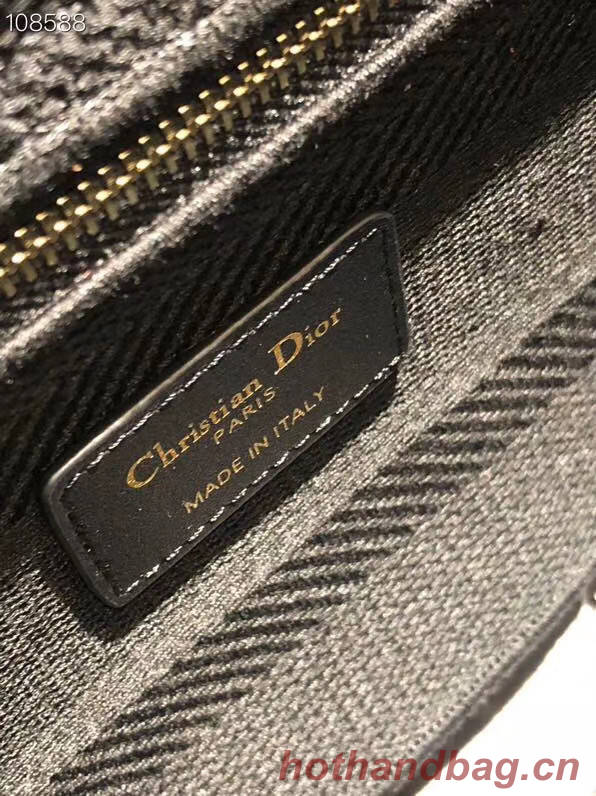 108588
Christian Dior
PARIS
MADE IN ITALY
hothandbag.cn